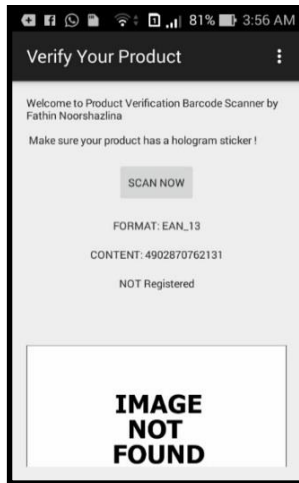 81% 3:56 AM
Verify Your Product
Welcome to Product Verification Barcode Scanner by
Fathin Noorshazlina
Make sure your product has a hologram sticker !
SCAN NOW
FORMAT: EAN_13
CONTENT: 4902870762131
NOT Registered
IMAGE
NOT
FOUND